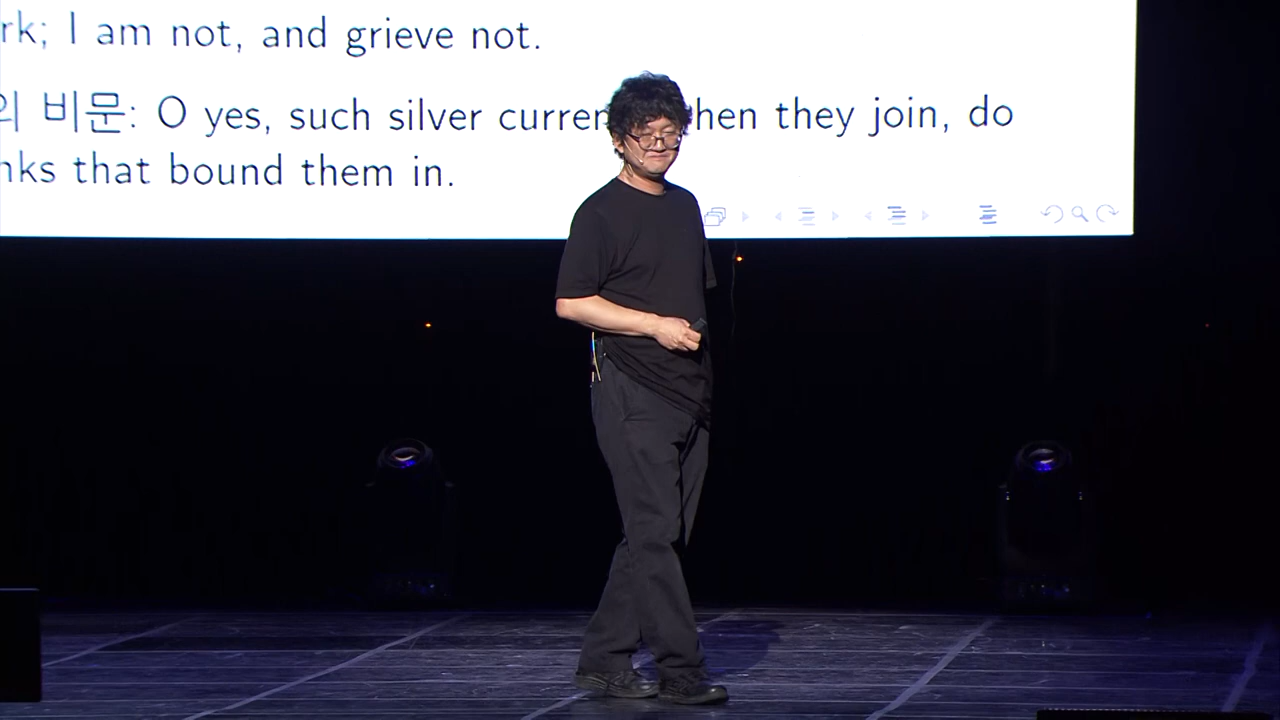 rk; I am not, and grieve not.
의 비문: O yes, such silver curren hen they join, do
nks that bound them in.